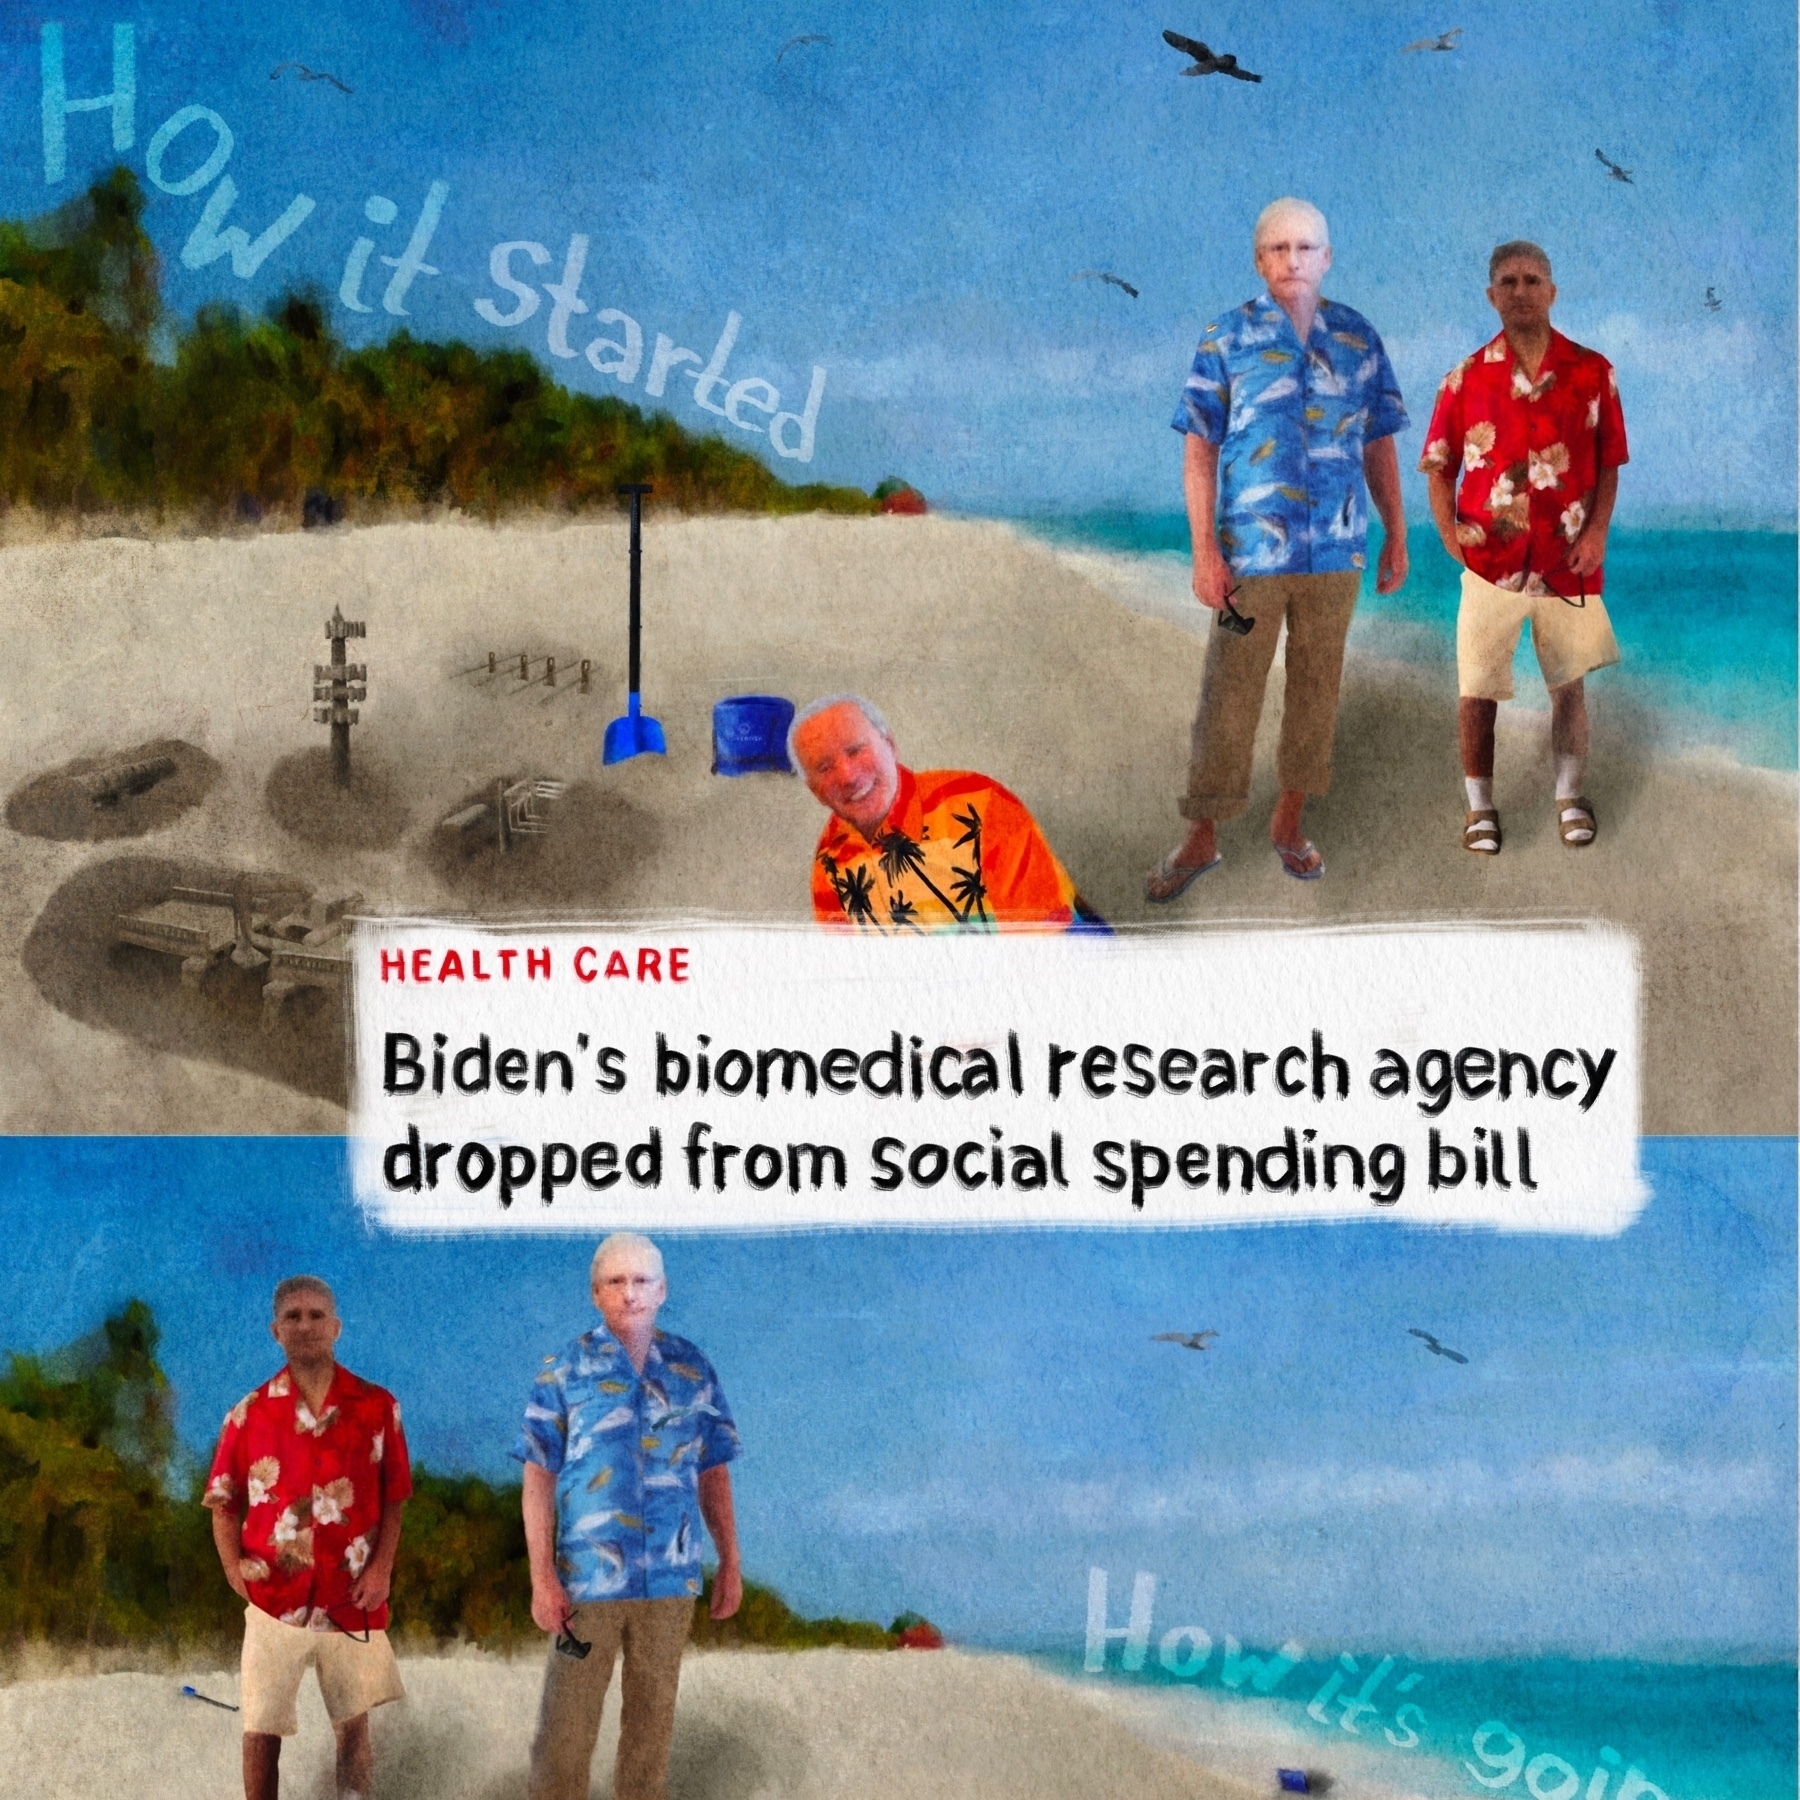 How it started
HEALTH CARE
Biden's biomedical research agency
dropped from social spending bill
How it's goin